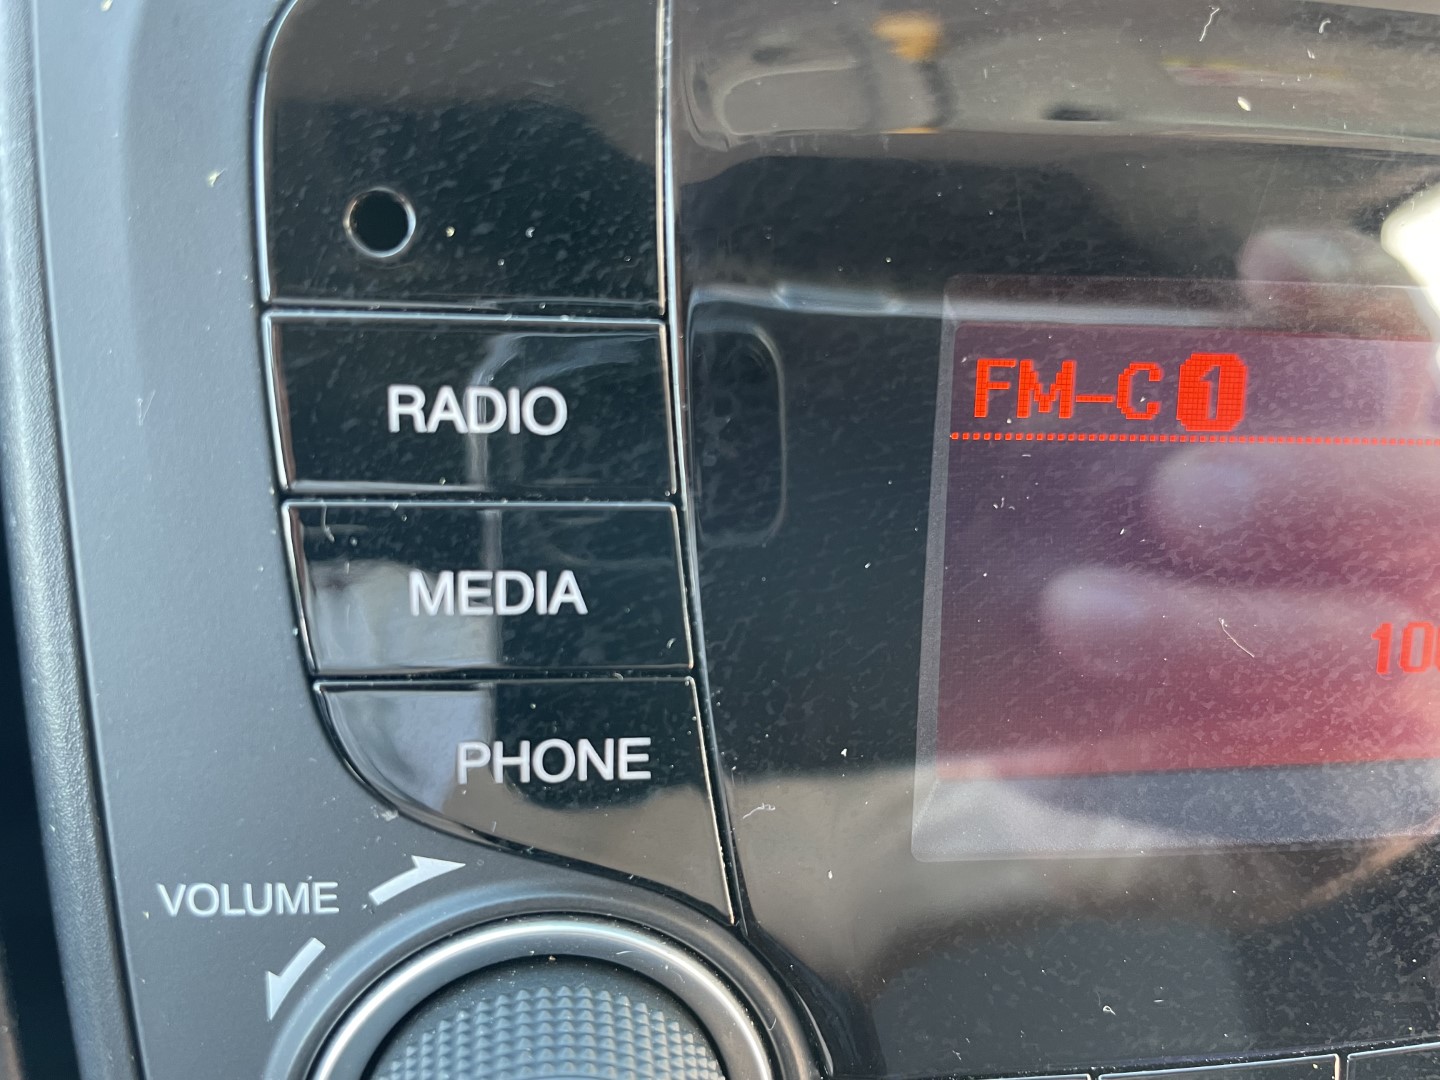 RADIO
MEDIA
PHONE
VOLUME
FM-C 1